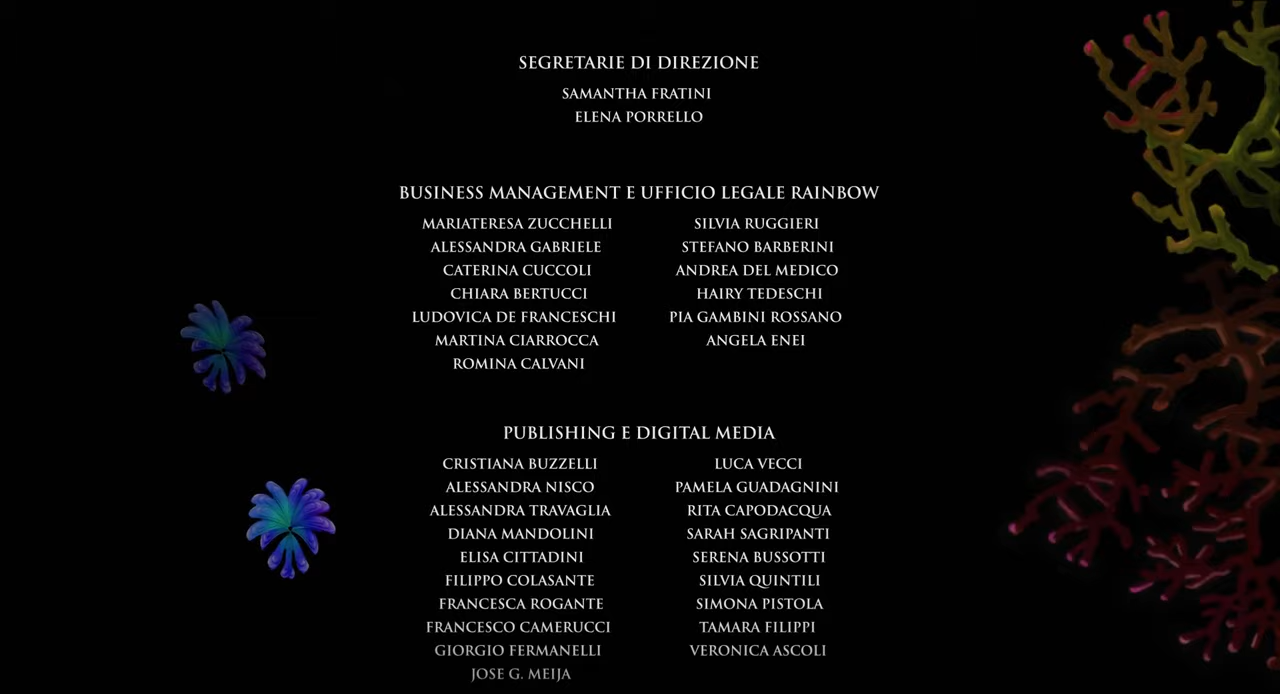 SEGRETARIE DI DIREZIONE
SAMANTHA FRATINI
ELENA PORRELLO
BUSINESS MANAGEMENT E UFFICIO LEGALE RAINBOW
MARIATERESA ZUCCHELLI
ALESSANDRA GABRIELE
CATERINA CUCCOLI
CHIARA BERTUCCI
LUDOVICA DE FRANCESCHI
MARTINA CIARROCCA
ROMINA CALVANI
SILVIA RUGGIERI
STEFANO BARBERINI
ANDREA DEL MEDICO
HAIRY TEDESCHI
PIA GAMBINI ROSSANO
ANGELA ENEI
PUBLISHING E DIGITAL MEDIA
CRISTIANA BUZZELLI
ALESSANDRA NISCO
ALESSANDRA TRAVAGLIA
DIANA MANDOLINI
ELISA CITTADINI
FILIPPO COLASANTE
FRANCESCA ROGANTE
FRANCESCO CAMERUCCI
GIORGIO FERMANELLI
JOSE G. MEIJA
LUCA VECCI
PAMELA GUADAGNINI
RITA CAPODACQUA
SARAH SAGRIPANTI
SERENA BUSSOTTI
SILVIA QUINTILI
SIMONA PISTOLA
TAMARA FILIPPI
VERONICA ASCOLI